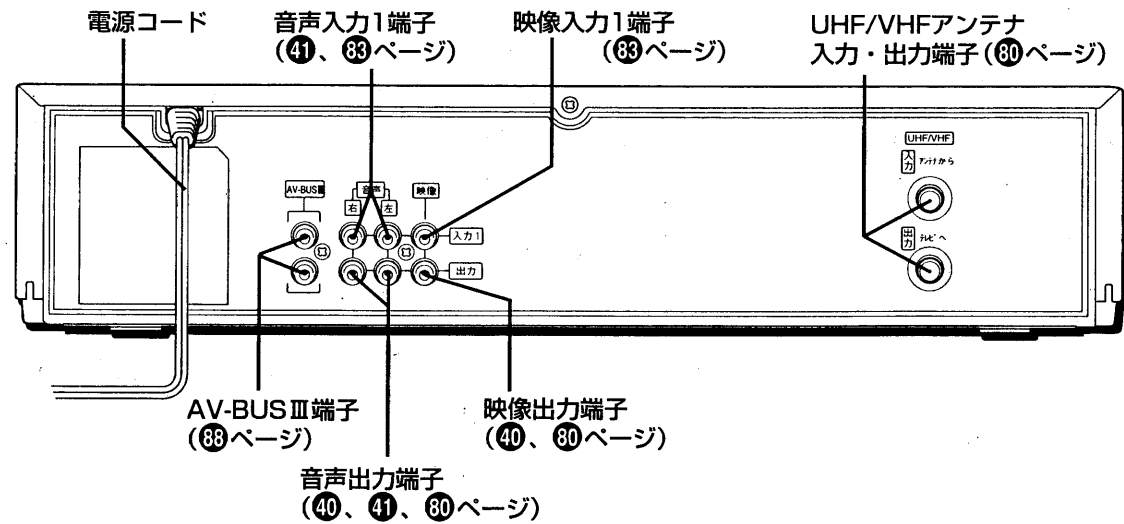 電源コード
音声入力1端子
(㊶、83ページ)
映像入力1端子
(83ページ)
UHF/VHFアンテナ
入力・出力端子(80ページ)
UHF/VHF
入力 アンテナから
出力 テレビへ
AV-BUSⅢ
音声
右 左
映像
入力1
出力
AV-BUSⅢ端子
(88ページ)
映像出力端子
(40、80ページ)
音声出力端子
(40、41、80ページ)